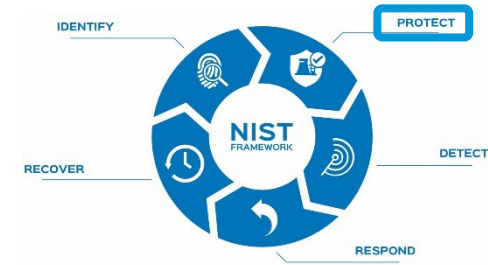 PROTECT
IDENTIFY
NIST
FRAMEWORK
DETECT
RECOVER
RESPOND